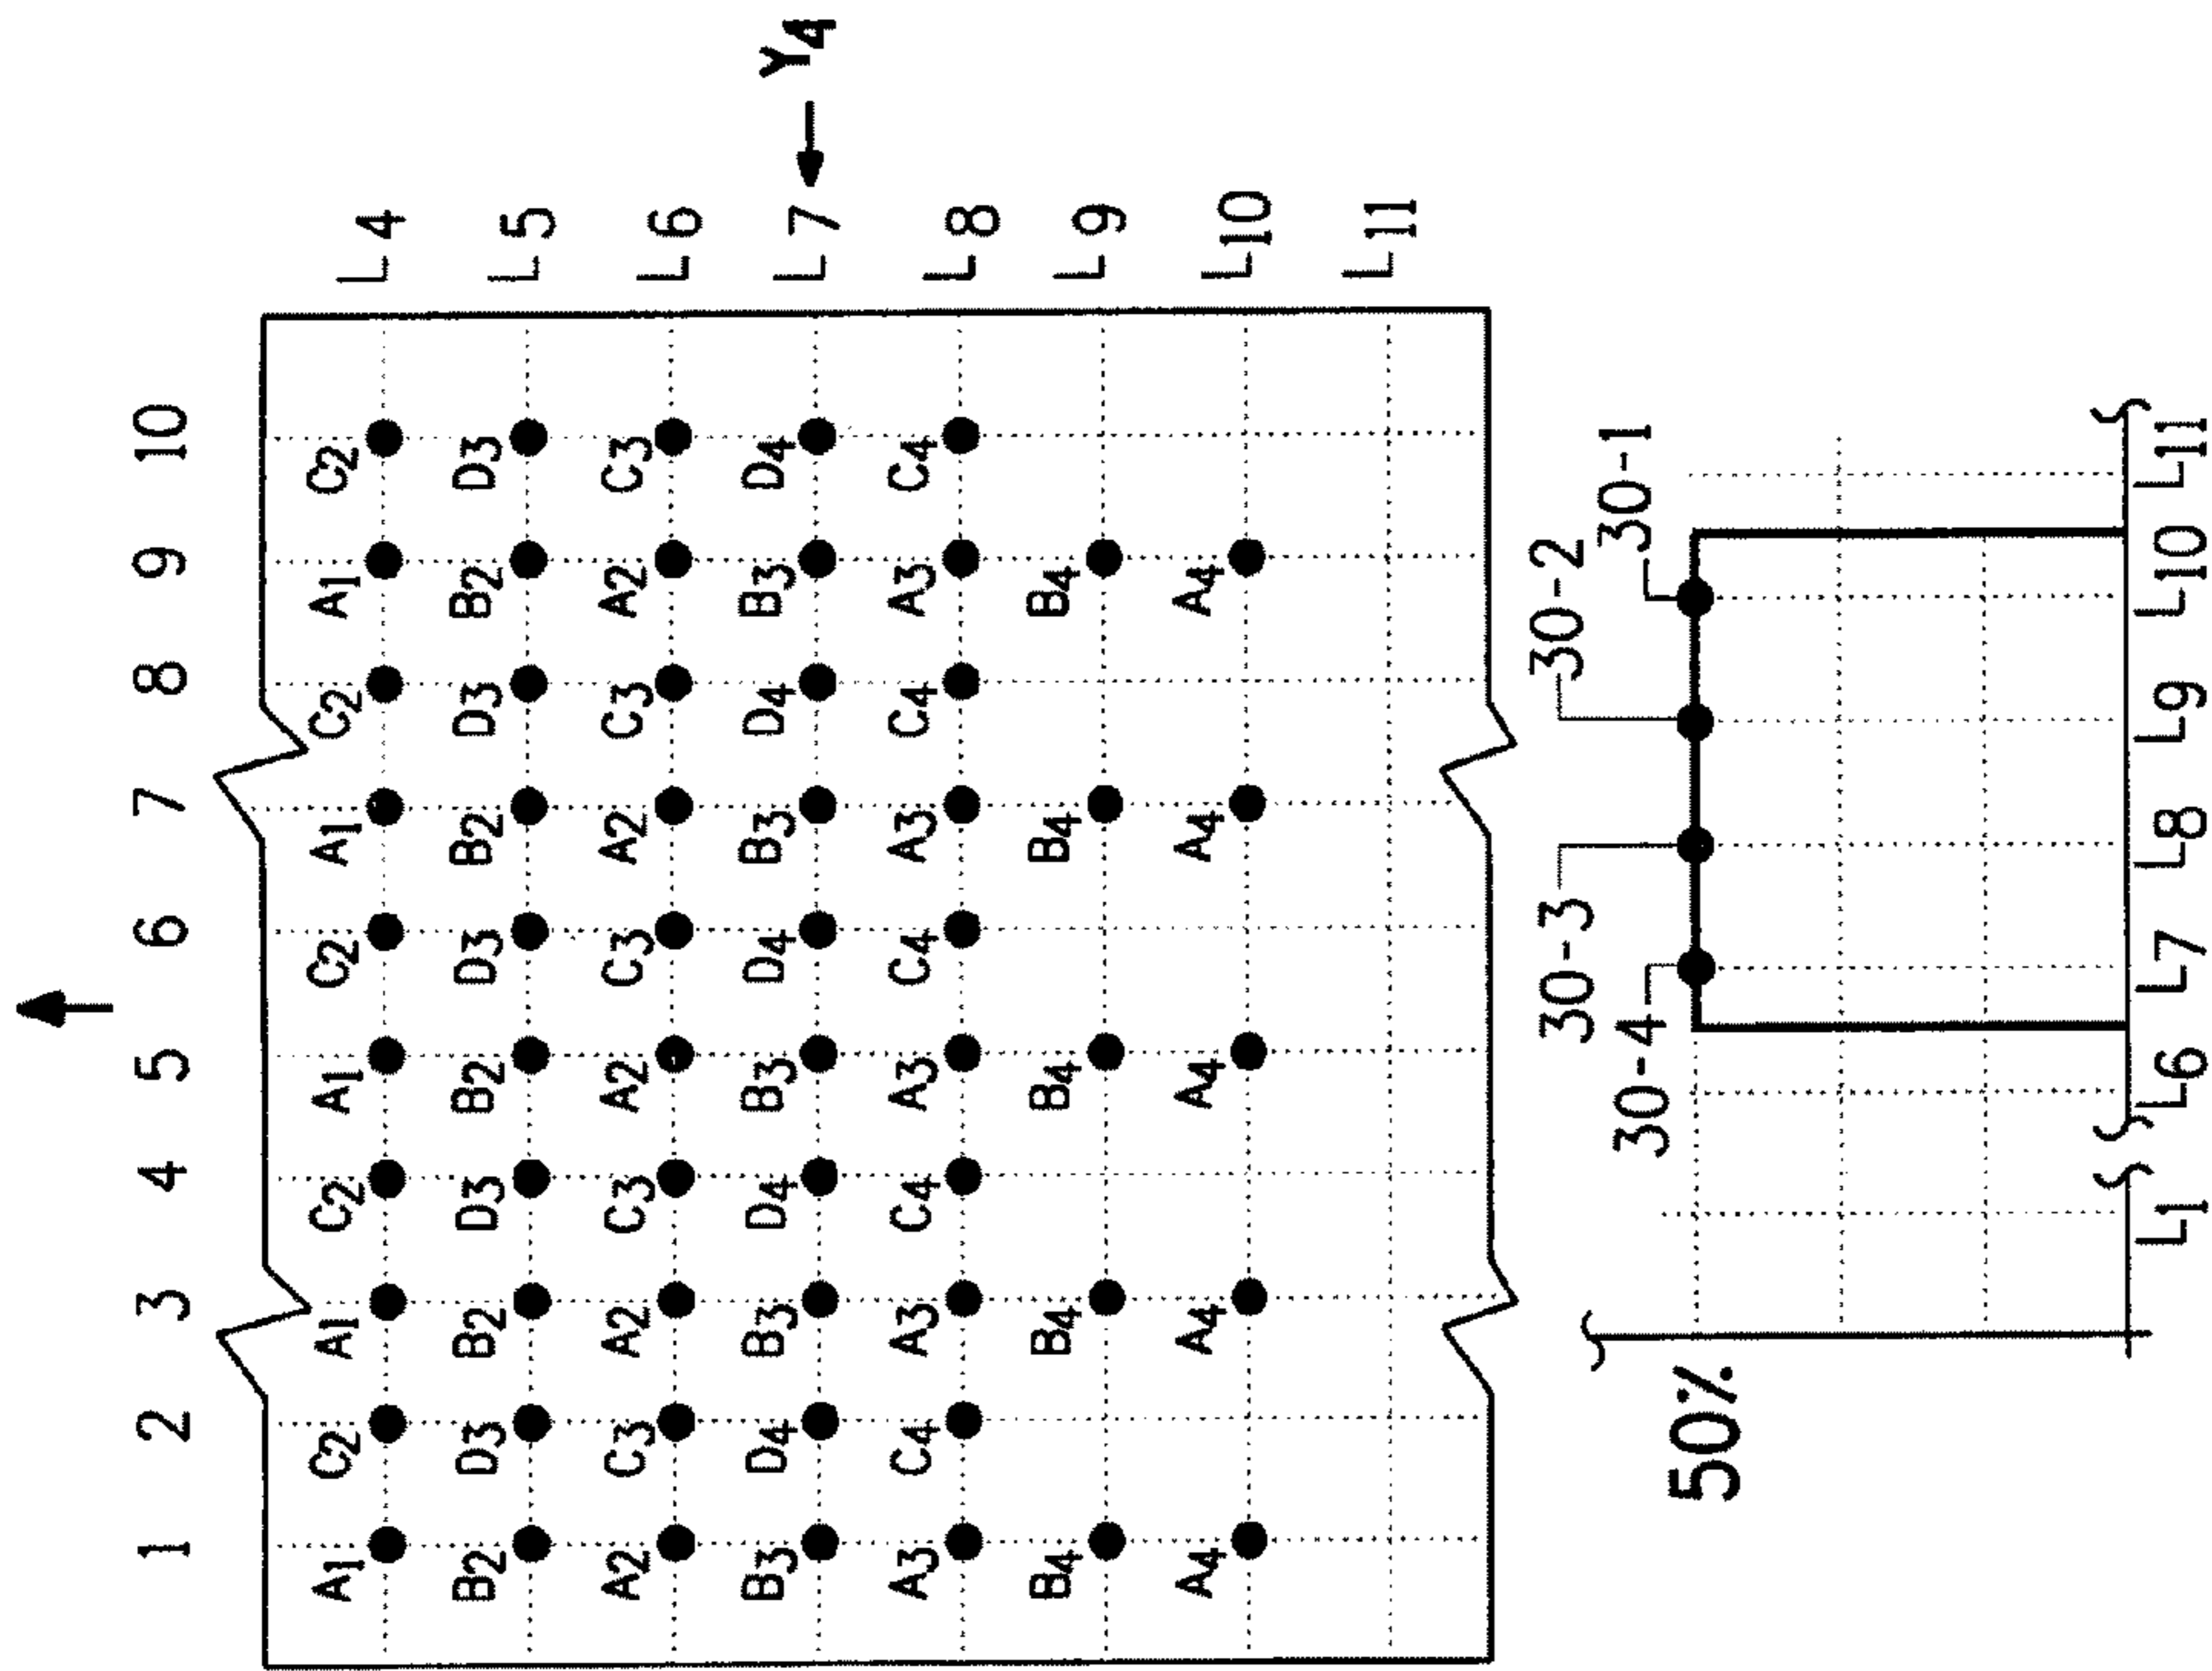 1 2 3 4 5 6 7 8 9 10
A1 C2 A1 C2 A1 C2 A1 C2 A1 C2 L4
B2 D3 B2 D3 B2 D3 B2 D3 B2 D3 L5
A2 C3 A2 C3 A2 C3 A2 C3 A2 C3 L6
B3 D4 B3 D4 B3 D4 B3 D4 B3 D4 L7 Y4
A3 C4 A3 C4 A3 C4 A3 C4 A3 C4 L8
B4 B4 B4 B4 B4 L9
A4 A4 A4 A4 A4 L10
L11
50%
30-4
30-3
30-2
30-1
L1 L6 L7 L8 L9 L10 L11